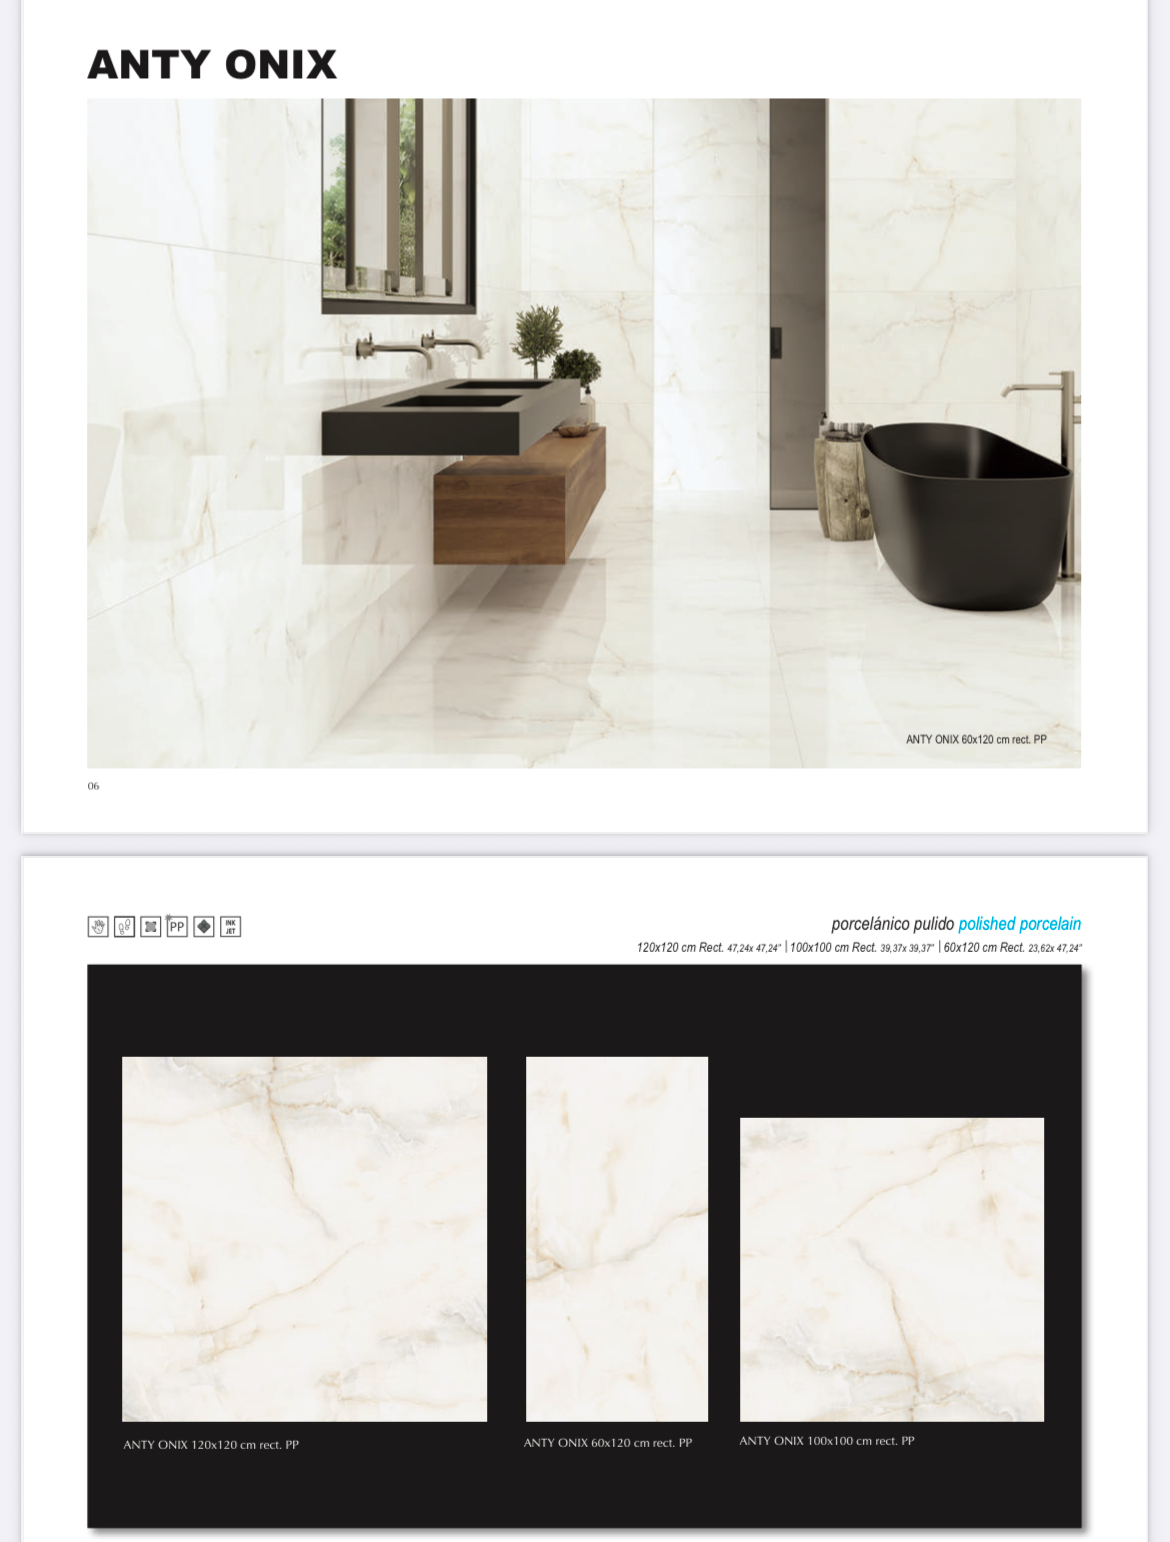 ANTY ONIX
ANTY ONIX 60x120 cm rect. PP
06
PP
INK
JET
porcelánico pulido polished porcelain
120x120 cm Rect. 47,24x 47,24" | 100x100 cm Rect. 39,37x 39,37" | 60x120 cm Rect. 23,62x 47,24"
ANTY ONIX 120x120 cm rect. PP
ANTY ONIX 60x120 cm rect. PP
ANTY ONIX 100x100 cm rect. PP